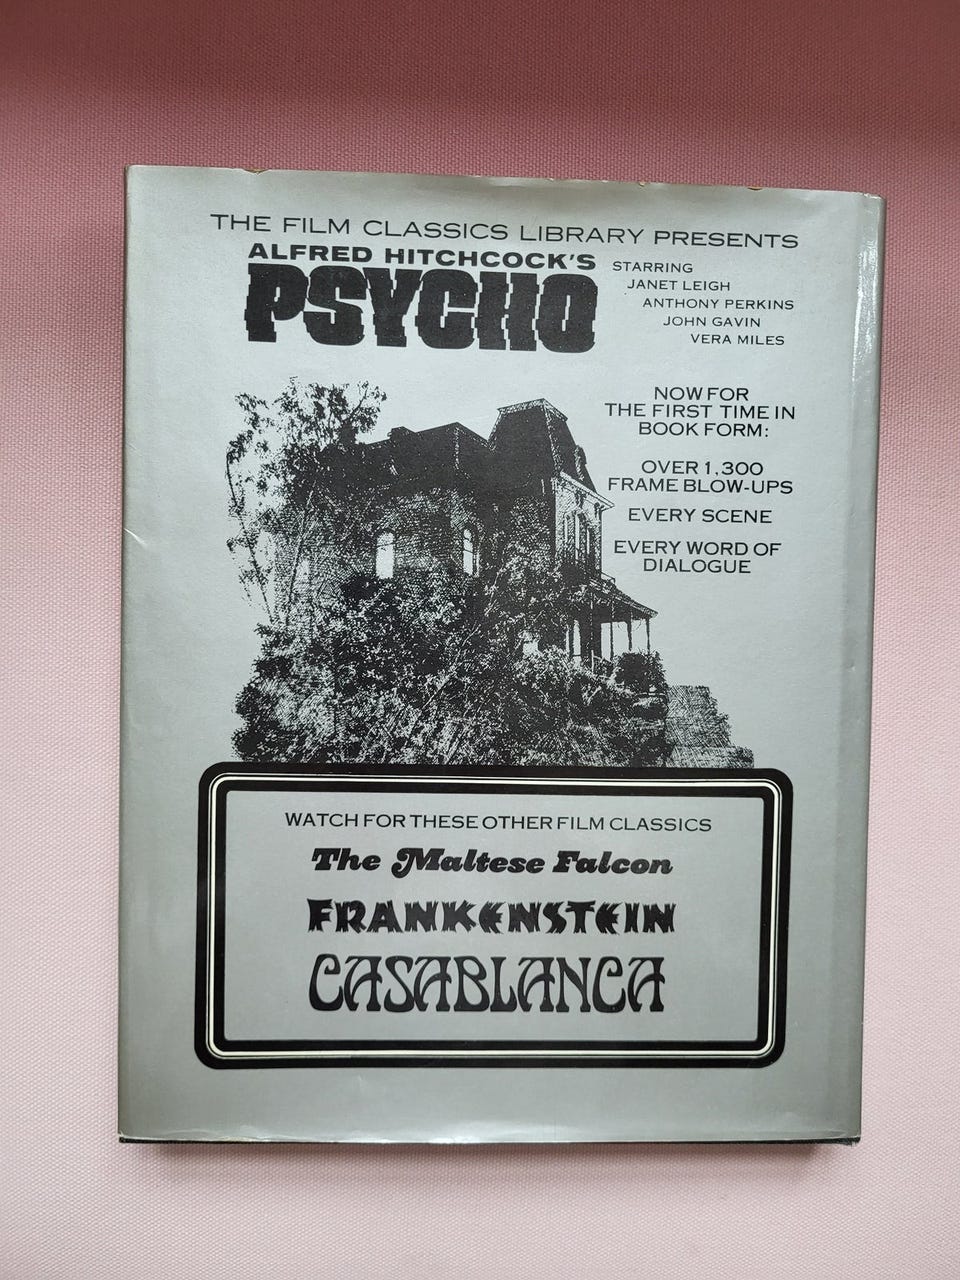 THE FILM CLASSICS LIBRARY PRESENTS
ALFRED HITCHCOCK'S
PSYCHO
STARRING
JANET LEIGH
ANTHONY PERKINS
JOHN GAVIN
VERA MILES
NOW FOR
THE FIRST TIME IN
BOOK FORM:
OVER 1,300
FRAME BLOW-UPS
EVERY SCENE
EVERY WORD OF
DIALOGUE
WATCH FOR THESE OTHER FILM CLASSICS
The Maltese Falcon
FRANKENSTEIN
CASABLANCA